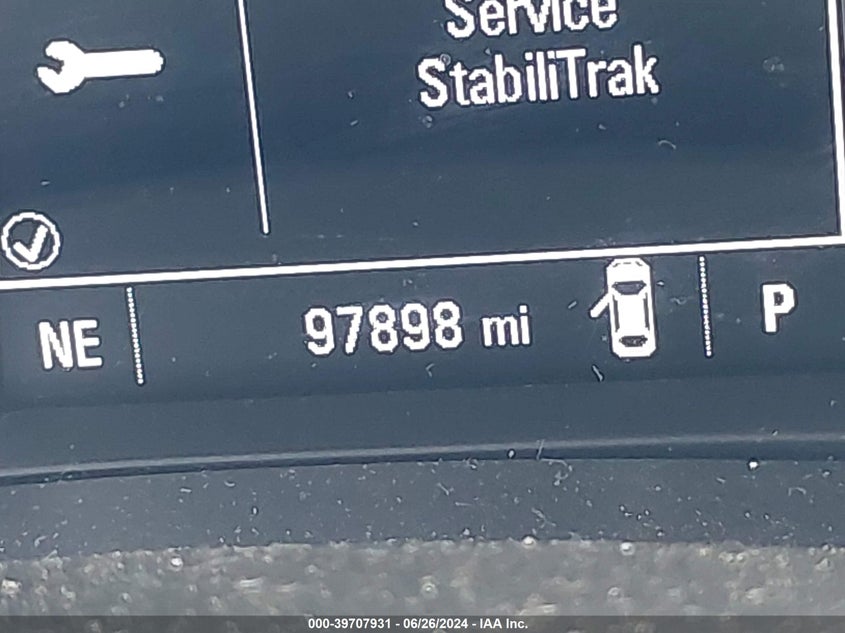 Service
StabiliTrak
NE 97898 mi P
000-39707931 - 06/26/2024 - IAA Inc.